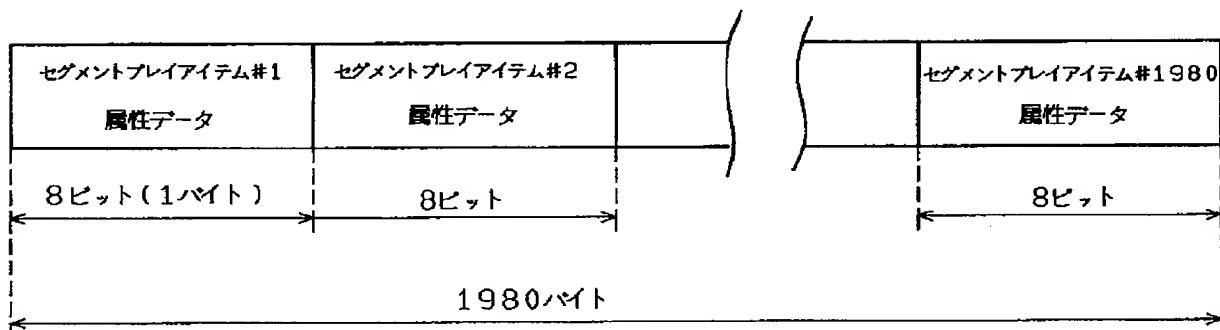 セグメントプレイアイテム#1
属性データ
セグメントプレイアイテム#2
属性データ
セグメントプレイアイテム#1980
属性データ
8ビット(1バイト)
8ビット
8ビット
1980バイト